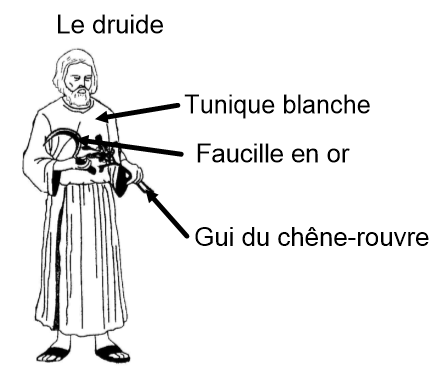 Le druide
Tunique blanche
Faucille en or
Gui du chêne-rouvre